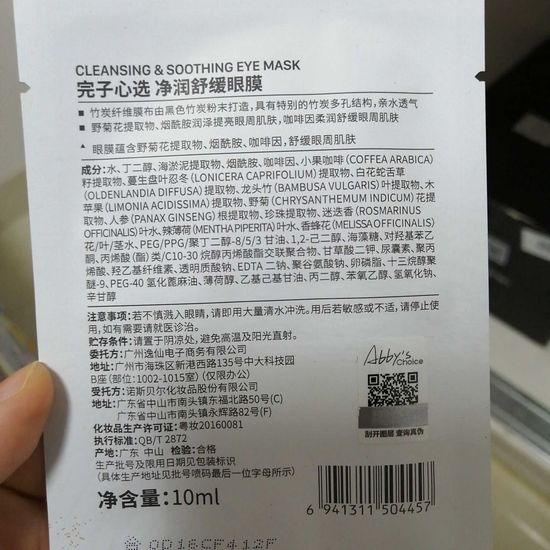 CLEANSING & SOOTHING EYE MASK
完子心选 净润舒缓眼膜
■ 竹炭纤维膜布由黑色竹炭粉末打造，具有特别的竹炭多孔结构，亲水透气
■ 野菊花提取物、烟酰胺润泽提亮眼周肌肤，咖啡因柔润舒缓眼周肌肤
▲ 眼膜蕴含野菊花提取物、烟酰胺、咖啡因，舒缓眼周肌肤
成分：水、丁二醇、海淤泥提取物、烟酰胺、咖啡因、小果咖啡（COFFEA ARABICA）
籽提取物、蔓生盘叶忍冬（LONICERA CAPRIFOLIUM）提取物、白花蛇舌草
（OLDENLANDIA DIFFUSA）提取物、龙头竹（BAMBUSA VULGARIS）叶提取物、木
苹果（LIMONIA ACIDISSIMA）提取物、野菊（CHRYSANTHEMUM INDICUM）花提
取物、人参（PANAX GINSENG）根提取物、珍珠提取物、迷迭香（ROSMARINUS
OFFICINALIS）叶水、辣薄荷（MENTHA PIPERITA）叶水、香蜂花（MELISSA OFFICINALIS）
花/叶/茎水、PEG/PPG/聚丁二醇-8/5/3 甘油、1,2-己二醇、海藻糖、对羟基苯乙
酮、丙烯酸（酯）类/C10-30 烷醇丙烯酸酯交联聚合物、甘草酸二钾、尿囊素、聚丙
烯酸、羟乙基纤维素、透明质酸钠、EDTA 二钠、聚谷氨酸钠、卵磷脂、十三烷醇聚
醚-9、PEG-40 氢化蓖麻油、薄荷醇、乙基己基甘油、丙二醇、苯氧乙醇、氢氧化钠、
辛甘醇
注意事项：若不慎溅入眼睛，请即用大量清水冲洗。用后若敏感或不适，请停止使
用，如有需要请就医诊治。
贮存条件：请置于阴凉处，避免高温及阳光直射。
委托方：广州逸仙电子商务有限公司
地址：广州市海珠区新港西路135号中大科技园
B座（部位：1002-1015室）（仅限办公）
受托方：诺斯贝尔化妆品股份有限公司
地址：广东省中山市南头镇东福北路50号（C）
广东省中山市南头镇永辉路82号（F）
化妆品生产许可证：粤妆20160081
执行标准：QB/T 2872
产地：广东 中山 检验：合格
生产批号及限用日期见包装标识
（具体生产地址见批号喷码最后一位字母所示）
净含量：10ml
Abby's
Choice
刮开图层 查询真伪
6 941311 504457
OD16CF412F